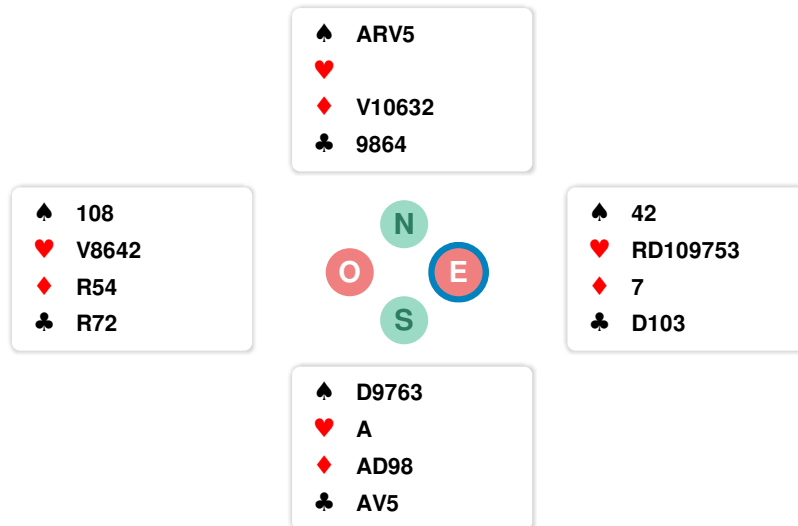 ♠ ARV5
♥
♦ V10632
♣ 9864
♠ 108
♥ V8642
♦ R54
♣ R72
N
O
E
S
♠ 42
♥ RD109753
♦ 7
♣ D103
♠ D9763
♥ A
♦ AD98
♣ AV5